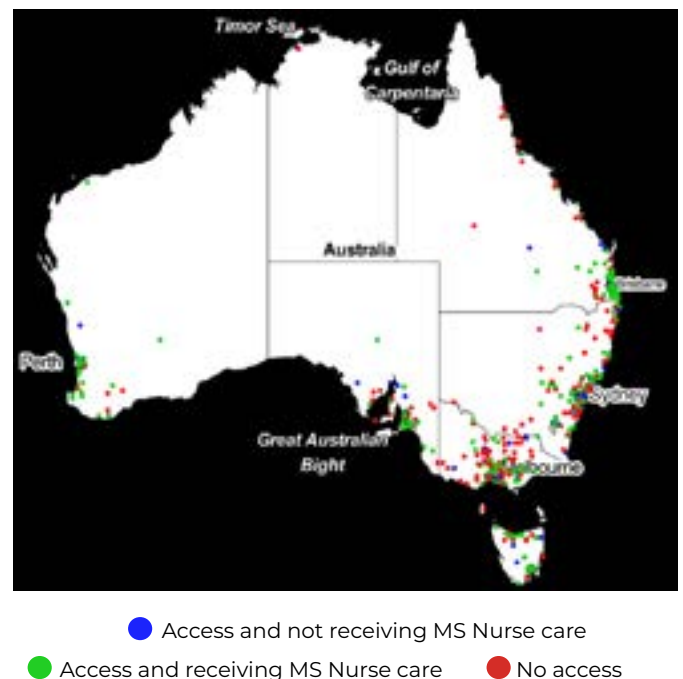 Timor Sea
Gulf of
Carpentaria
Australia
Brisbane
Perth
Sydney
Great Australian
Bight
Melbourne
Access and not receiving MS Nurse care
Access and receiving MS Nurse care
No access